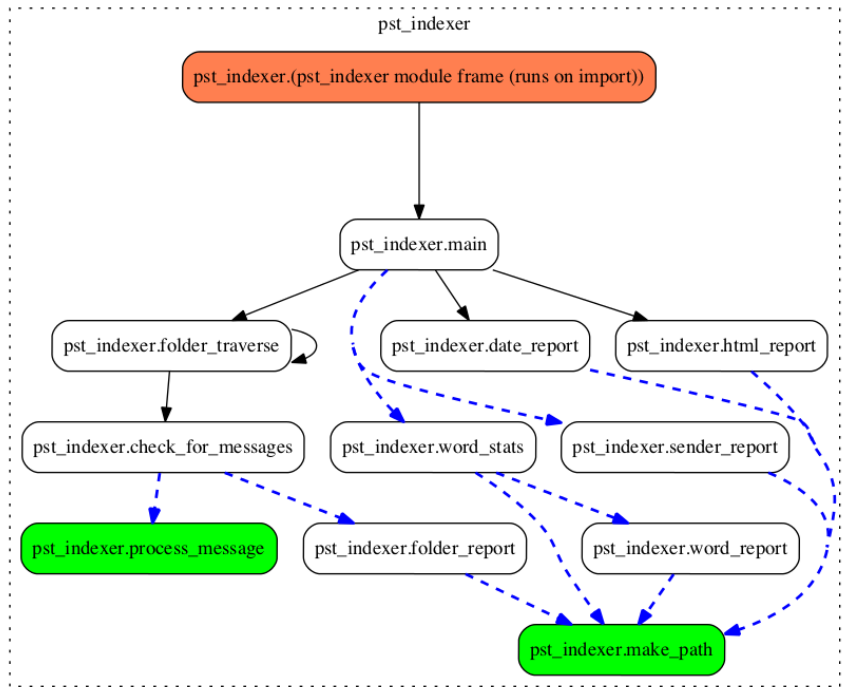 pst_indexer
pst_indexer.(pst_indexer module frame (runs on import))
pst_indexer.main
pst_indexer.folder_traverse
pst_indexer.date_report
pst_indexer.html_report
pst_indexer.check_for_messages
pst_indexer.word_stats
pst_indexer.sender_report
pst_indexer.process_message
pst_indexer.folder_report
pst_indexer.word_report
pst_indexer.make_path